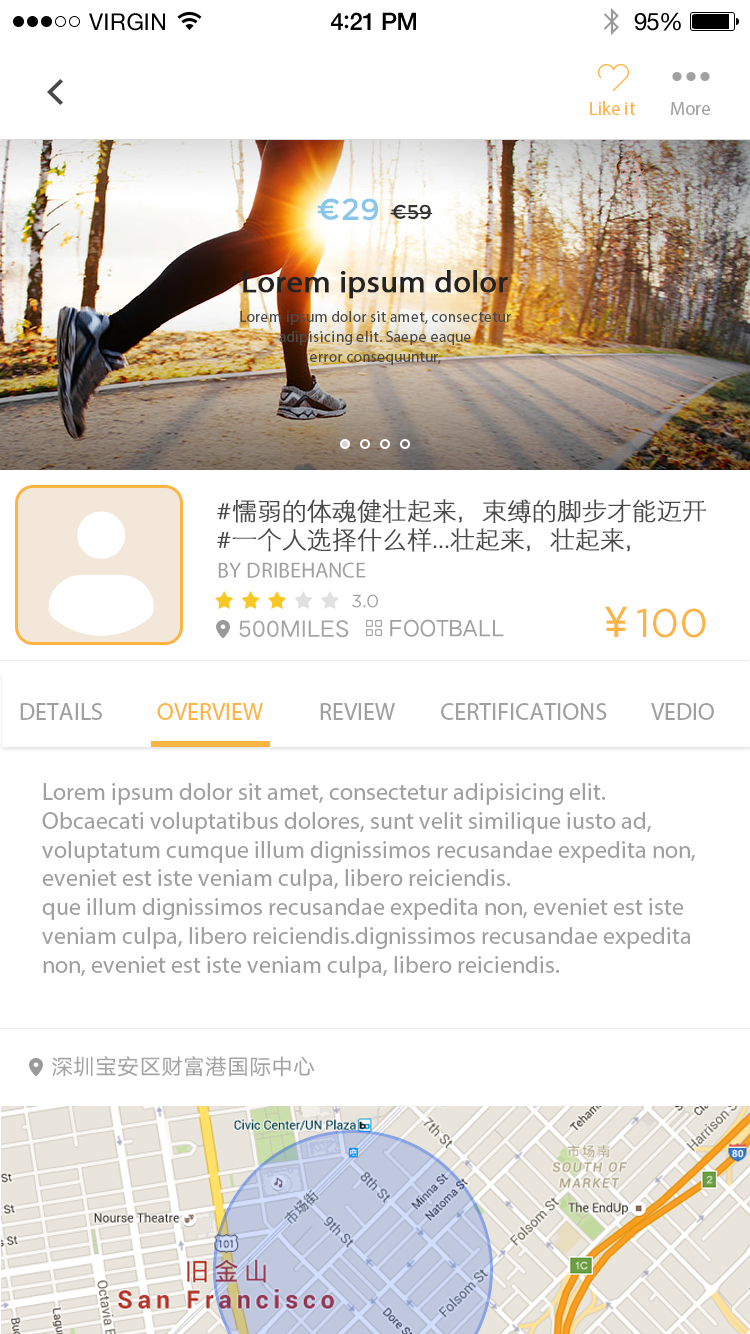 VIRGIN 4:21 PM 95%
Like it More
€29 €59
Lorem ipsum dolor
Lorem ipsum dolor sit amet, consectetur
adipisicing elit. Saepe eaque
error consequuntur,
#懦弱的体魂健壮起来，束缚的脚步才能迈开
#一个人选择什么样...壮起来，壮起来，
BY DRIBEHANCE
3.0
500MILES FOOTBALL ¥100
DETAILS OVERVIEW REVIEW CERTIFICATIONS VEDIO
Lorem ipsum dolor sit amet, consectetur adipisicing elit.
Obcaecati voluptatibus dolores, sunt velit similique iusto ad,
voluptatum cumque illum dignissimos recusandae expedita non,
eveniet est iste veniam culpa, libero reiciendis.
que illum dignissimos recusandae expedita non, eveniet est iste
veniam culpa, libero reiciendis.dignissimos recusandae expedita
non, eveniet est iste veniam culpa, libero reiciendis.
深圳宝安区财富港国际中心
Civic Center/UN Plaza
7th St
Harrison St
80
市场南
SOUTH OF
MARKET
2
8th St
Minna St
Natoma St
St
市场街
The EndUp
Nourse Theatre
9th St
Folsom St
101
St
1C
旧金山
San Francisco
Octavia B
Folsom St
Dore St
Lagu